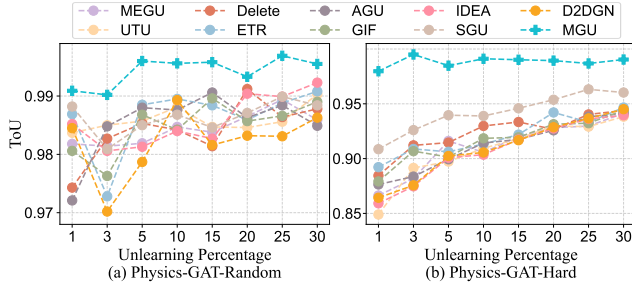 MEGU Delete AGU IDEA D2DGN
UTU ETR GIF SGU MGU
ToU
0.99
0.98
0.97
1 3 5 10 15 20 25 30
Unlearning Percentage
(a) Physics-GAT-Random
0.95
0.90
0.85
1 3 5 10 15 20 25 30
Unlearning Percentage
(b) Physics-GAT-Hard